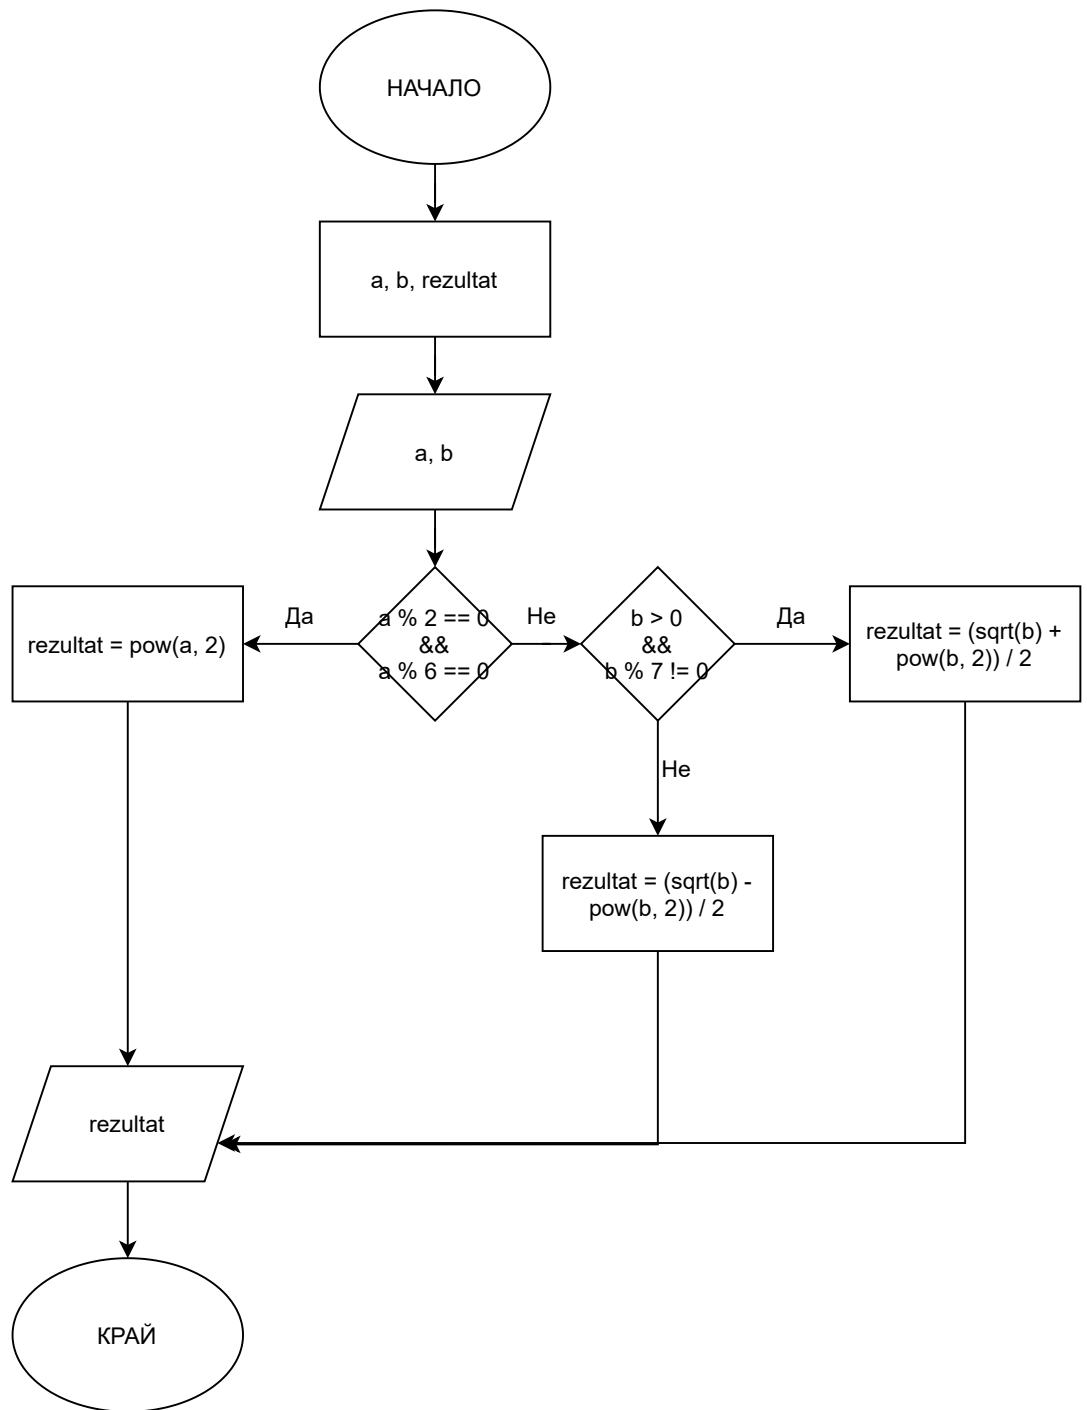 НАЧАЛО
a, b, rezultat
a, b
rezultat = pow(a, 2)
Да
a % 2 == 0
&&
a % 6 == 0
Не
b > 0
&&
b % 7 != 0
Да
rezultat = (sqrt(b) +
pow(b, 2)) / 2
Не
rezultat = (sqrt(b) -
pow(b, 2)) / 2
rezultat
КРАЙ